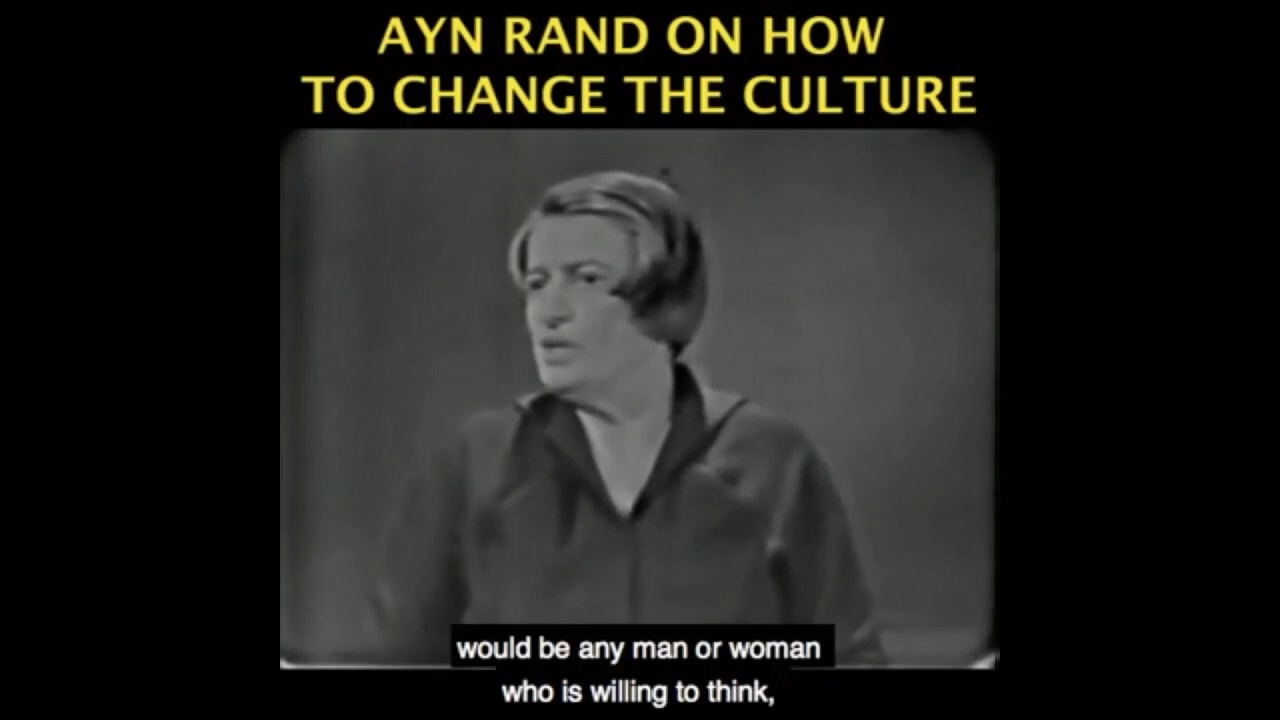 AYN RAND ON HOW
TO CHANGE THE CULTURE
would be any man or woman
who is willing to think,